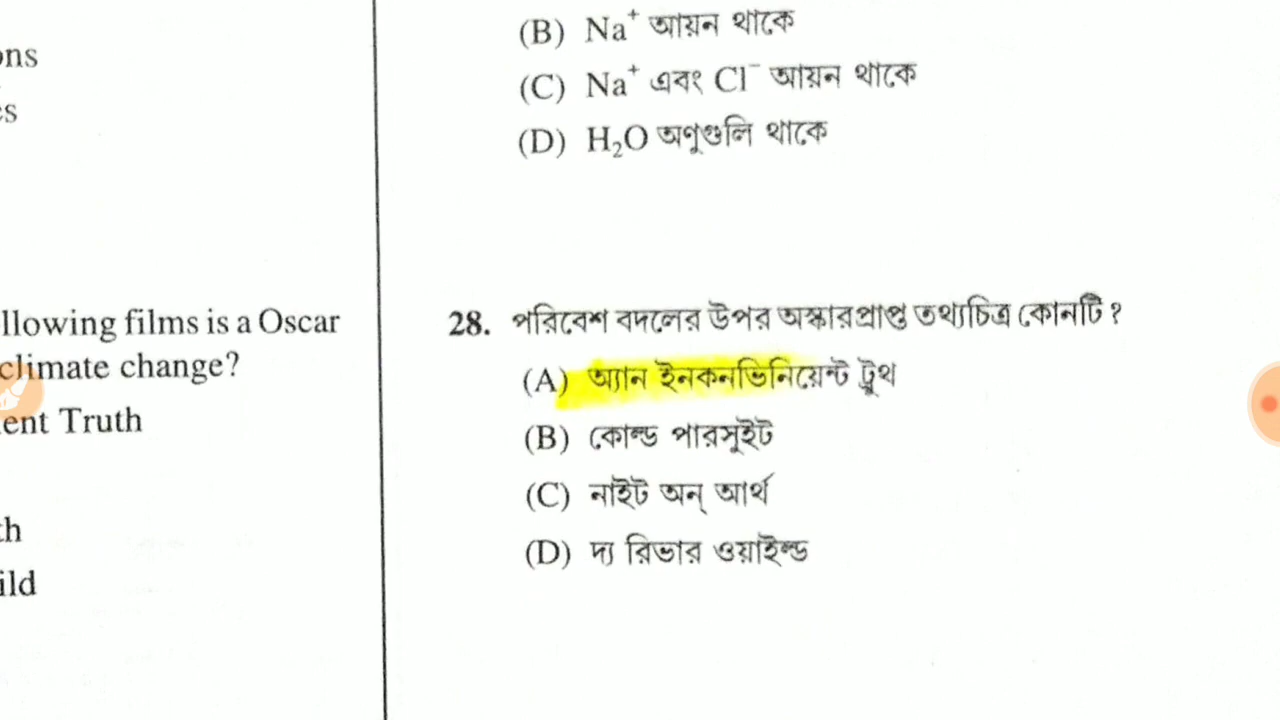 ons
es
llowing films is a Oscar
climate change?
ent Truth
th
ild
(B) Na⁺ আয়ন থাকে
(C) Na⁺ এবং Cl⁻ আয়ন থাকে
(D) H₂O অণুগুলি থাকে
28. পরিবেশ বদলের উপর অস্কারপ্রাপ্ত তথ্যচিত্র কোনটি ?
(A) অ্যান ইনকনভিনিয়েন্ট ট্রুথ
(B) কোল্ড পারসুইট
(C) নাইট অন্ আর্থ
(D) দ্য রিভার ওয়াইল্ড